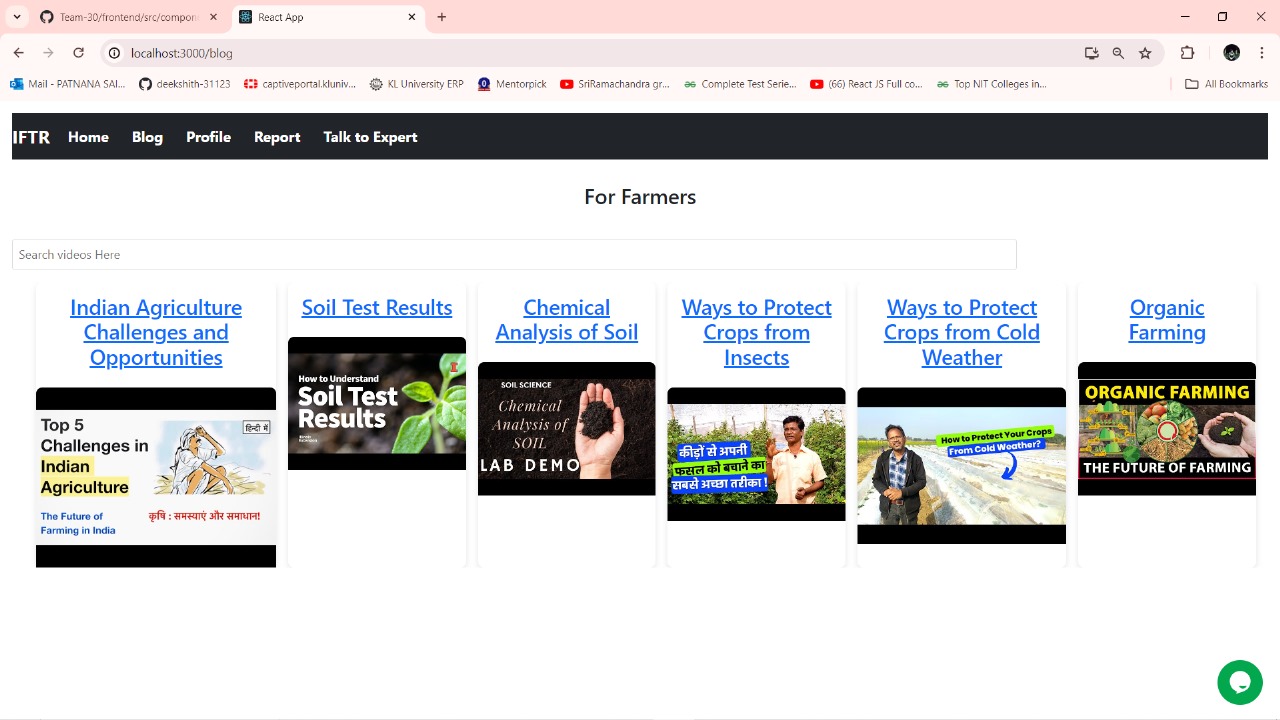 Team-30/frontend/src/compon
React App
localhost:3000/blog
Mail - PATNANA SAI...
deekshith-31123
captiveportal.kluniv...
KL University ERP
Mentorpick
SriRamachandra gr...
Complete Test Serie...
(66) React JS Full co...
Top NIT Colleges in...
All Bookmarks
IFTR Home Blog Profile Report Talk to Expert
For Farmers
Search videos Here
Indian Agriculture
Challenges and
Opportunities
Top 5
Challenges in
Indian
Agriculture
हिन्दी में
The Future of
Farming in India
कृषि : समस्याएं और समाधान!
Soil Test Results
How to Understand
Soil Test
Results
Chemical
Analysis of Soil
SOIL SCIENCE
Chemical
Analysis of
SOIL
LAB DEMO
Ways to Protect
Crops from
Insects
कीड़ों से अपनी
फसल को बचाने का
सबसे अच्छा तरीका !
Ways to Protect
Crops from Cold
Weather
How to Protect Your Crops
From Cold Weather?
Organic
Farming
ORGANIC FARMING
THE FUTURE OF FARMING